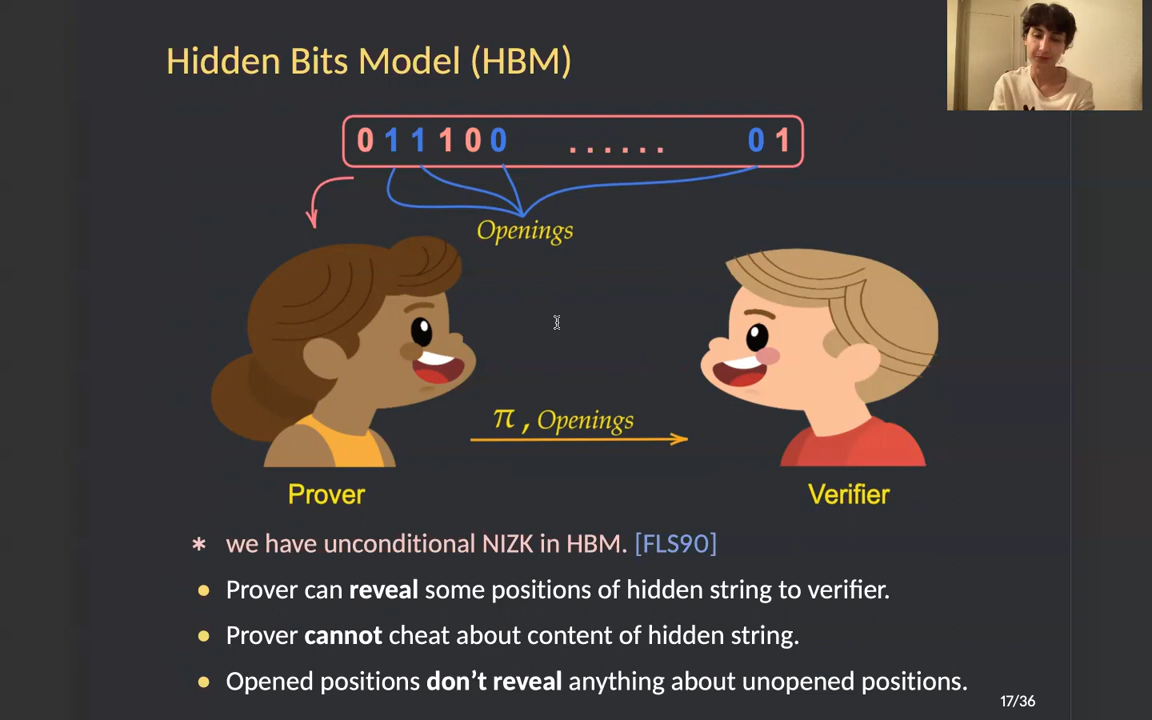 Hidden Bits Model (HBM)
0 1 1 1 0 0 . . . . . . 0 1
Openings
π , Openings
Prover
Verifier
* we have unconditional NIZK in HBM. [FLS90]
• Prover can reveal some positions of hidden string to verifier.
• Prover cannot cheat about content of hidden string.
• Opened positions don't reveal anything about unopened positions.
17/36